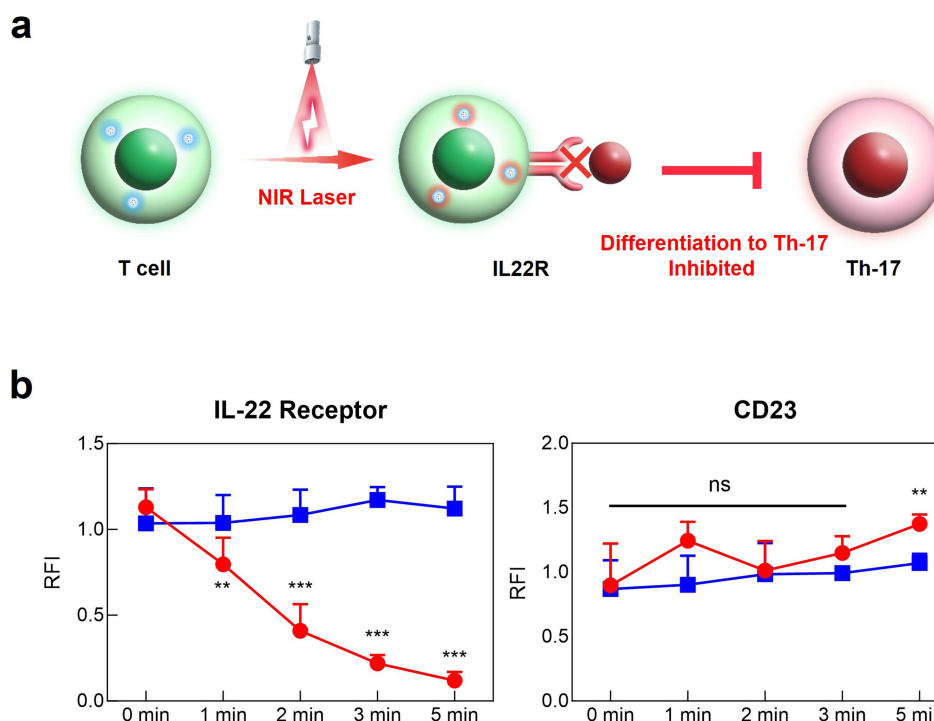 a
NIR Laser
T cell
IL22R
Differentiation to Th-17
Inhibited
Th-17
b
IL-22 Receptor
RFI
1.5
1.0
0.5
0.0
**
***
***
***
0 min
1 min
2 min
3 min
5 min
CD23
RFI
2.0
1.5
1.0
0.5
0.0
ns
**
0 min
1 min
2 min
3 min
5 min